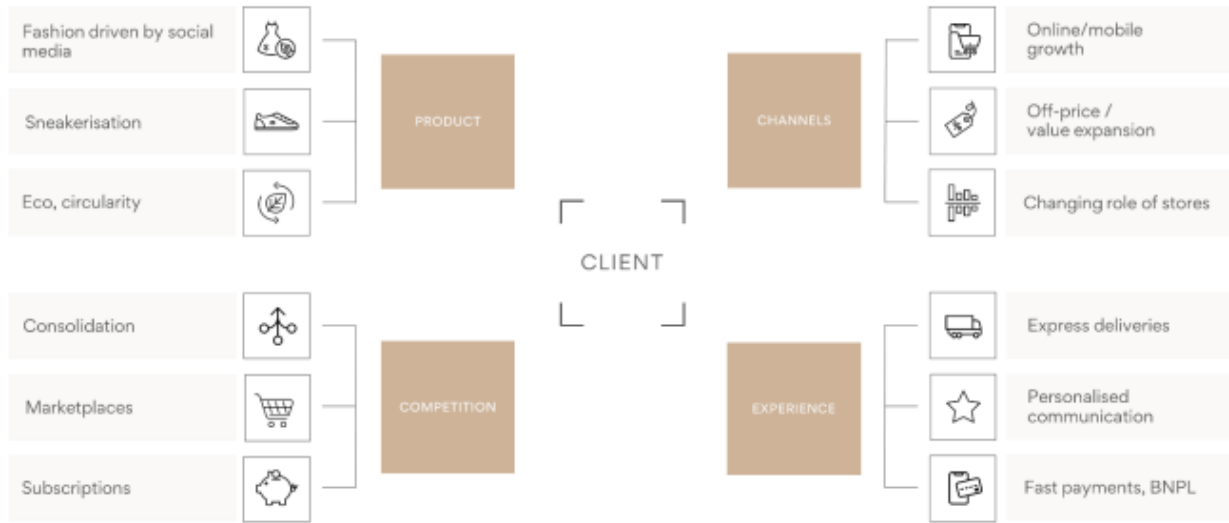 Fashion driven by social
media
Sneakerisation
Eco, circularity
PRODUCT
CHANNELS
Online/mobile
growth
Off-price /
value expansion
Changing role of stores
CLIENT
Consolidation
Marketplaces
Subscriptions
COMPETITION
EXPERIENCE
Express deliveries
Personalised
communication
Fast payments, BNPL